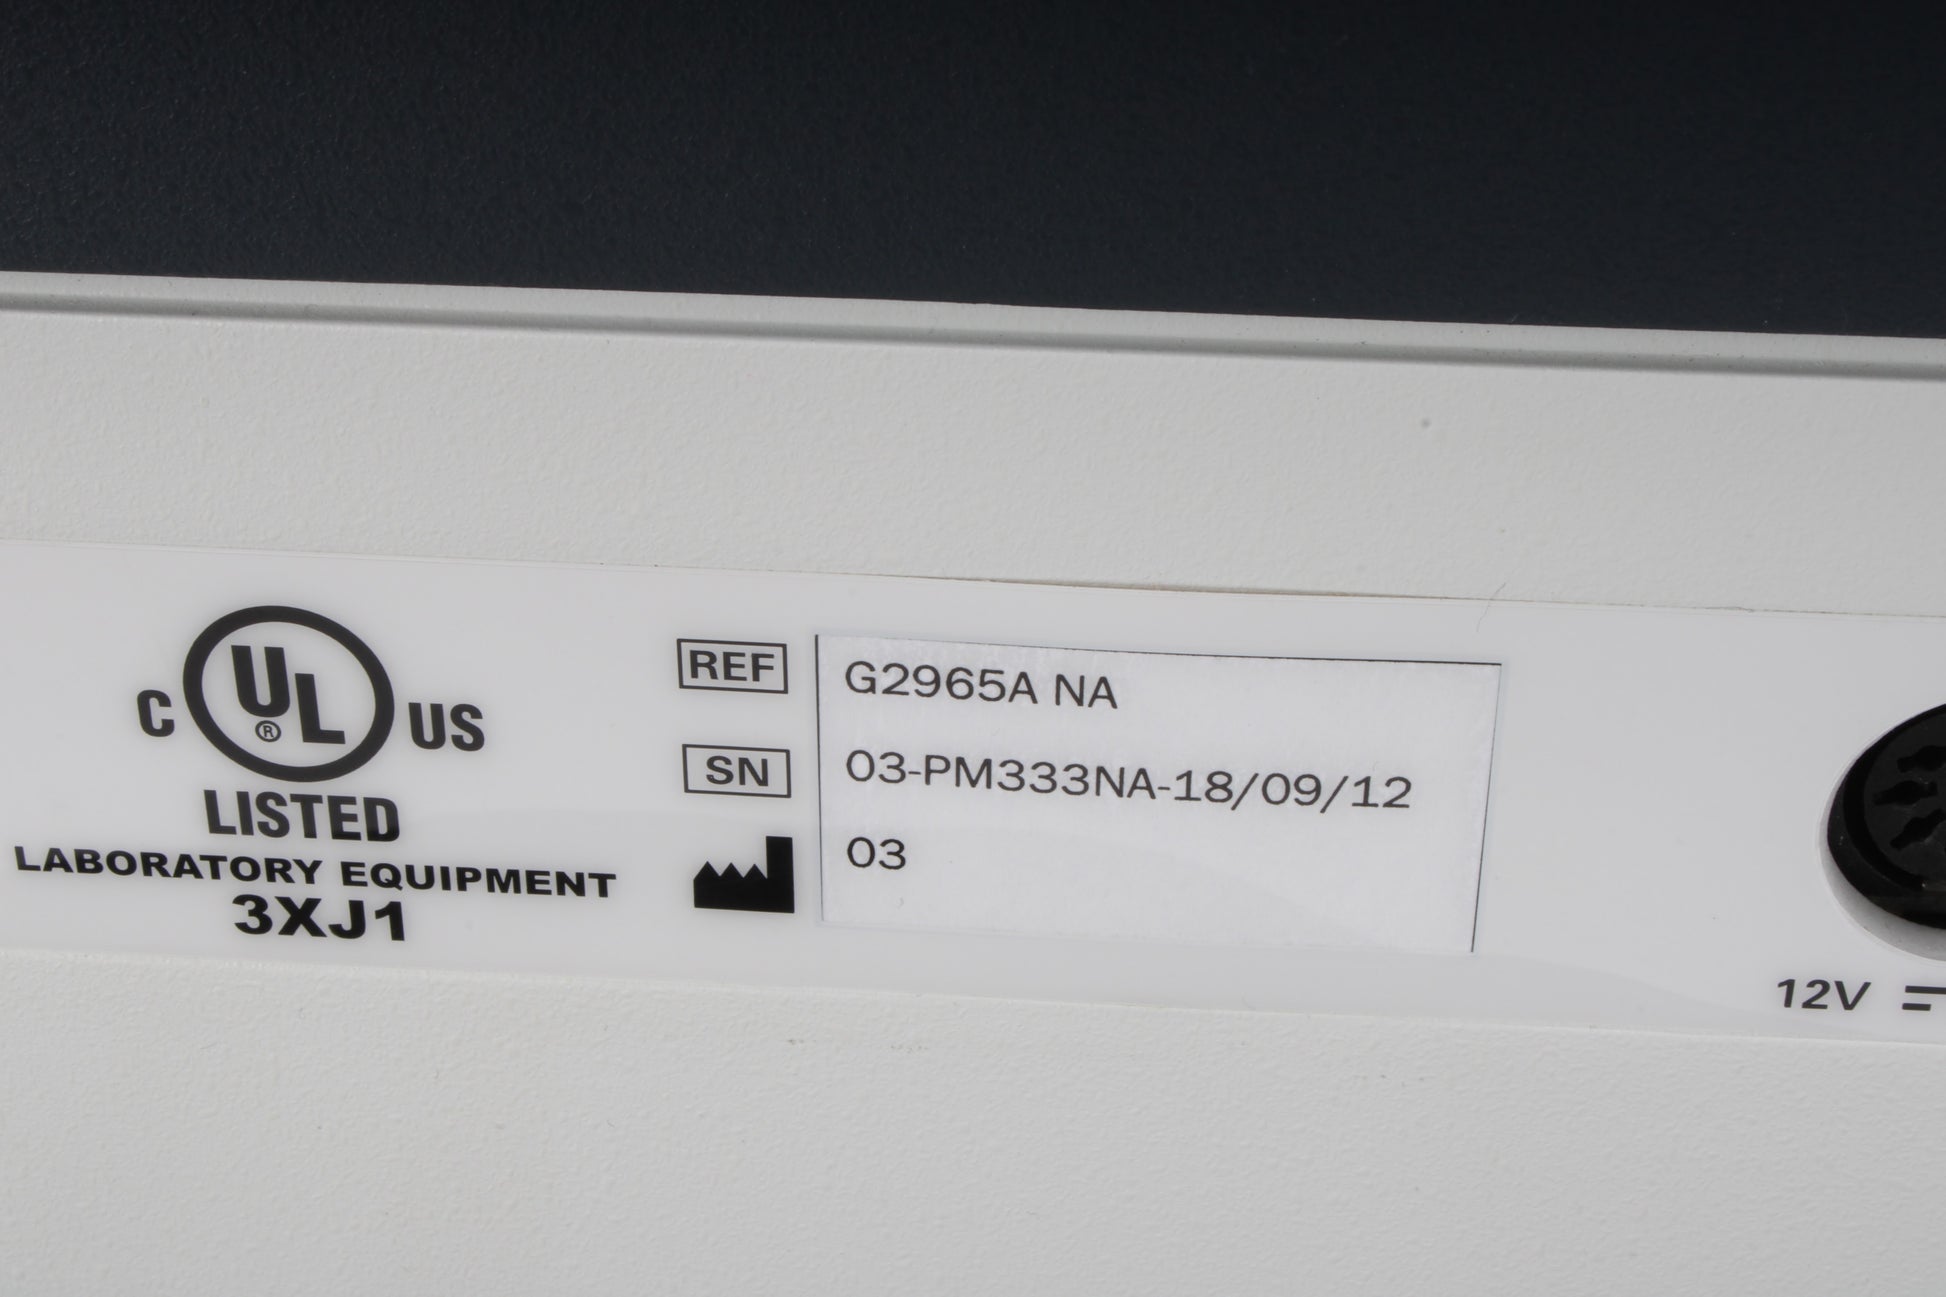 C UL ® US
LISTED
LABORATORY EQUIPMENT
3XJ1
REF G2965A NA
SN 03-PM333NA-18/09/12
03
12V